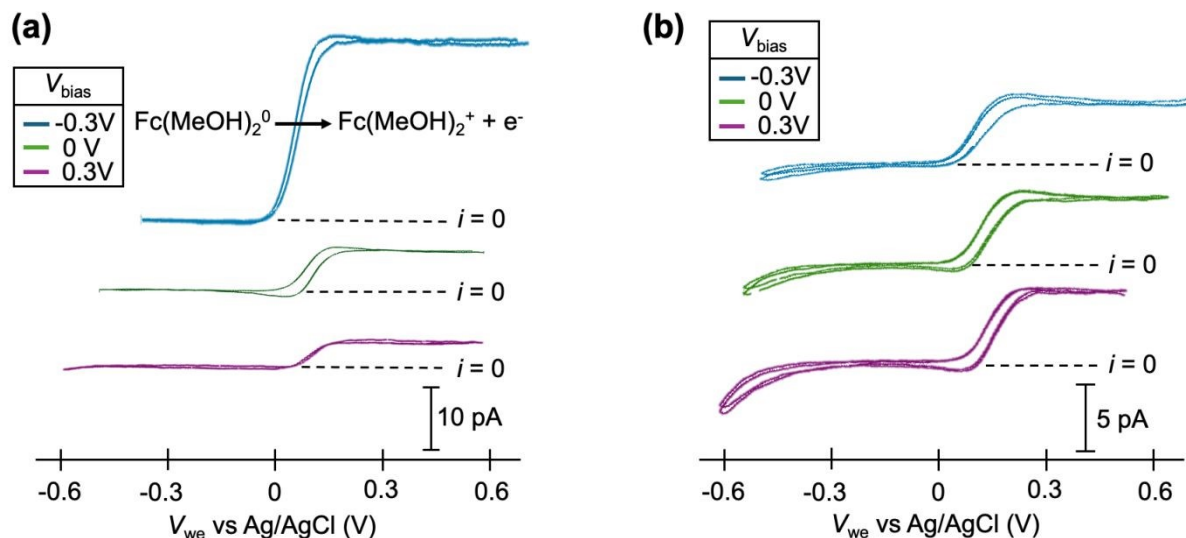 (a)
V_bias
-0.3V
0 V
0.3V
Fc(MeOH)₂⁰ → Fc(MeOH)₂⁺ + e⁻
i = 0
i = 0
i = 0
10 pA
-0.6 -0.3 0 0.3 0.6
V_we vs Ag/AgCl (V)
(b)
V_bias
-0.3V
0 V
0.3V
i = 0
i = 0
i = 0
5 pA
-0.6 -0.3 0 0.3 0.6
V_we vs Ag/AgCl (V)